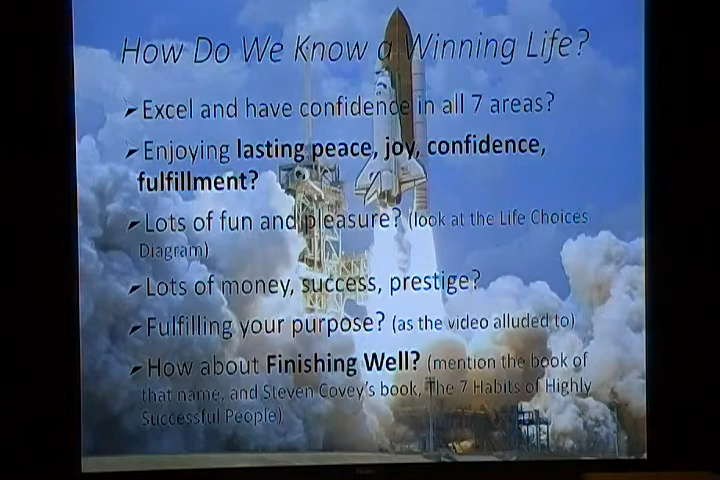 How Do We Know a Winning Life?
➢Excel and have confidence in all 7 areas?
➢Enjoying lasting peace, joy, confidence,
fulfillment?
➢Lots of fun and pleasure? (look at the Life Choices
Diagram)
➢Lots of money, success, prestige?
➢Fulfilling your purpose? (as the video alluded to)
➢How about Finishing Well? (mention the book of
that name, and Steven Covey's book, The 7 Habits of Highly
Successful People)